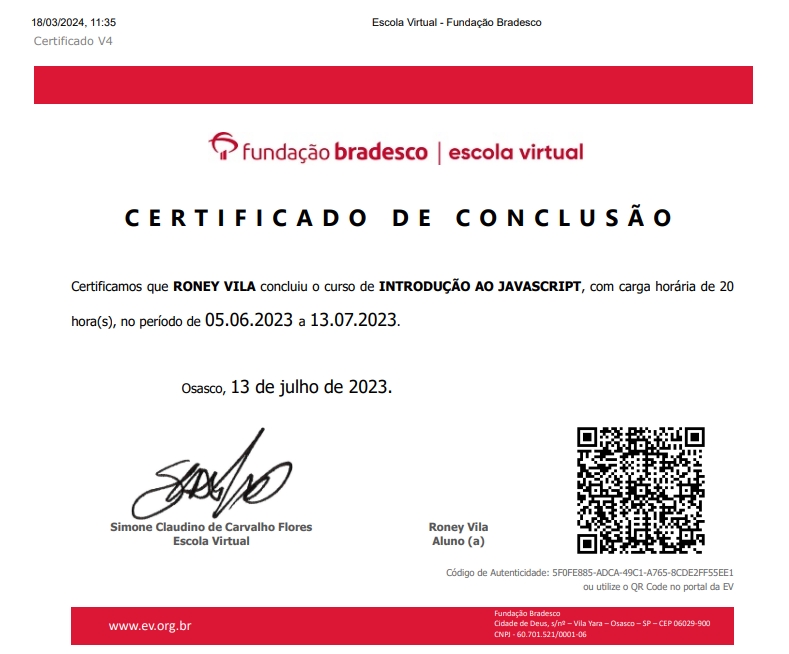 18/03/2024, 11:35 Escola Virtual - Fundação Bradesco
Certificado V4
fundação bradesco | escola virtual
CERTIFICADO DE CONCLUSÃO
Certificamos que RONEY VILA concluiu o curso de INTRODUÇÃO AO JAVASCRIPT, com carga horária de 20
hora(s), no período de 05.06.2023 a 13.07.2023.
Osasco, 13 de julho de 2023.
Simone Claudino de Carvalho Flores
Escola Virtual
Roney Vila
Aluno (a)
Código de Autenticidade: 5F0FE885-ADCA-49C1-A765-8CDE2FF55EE1
ou utilize o QR Code no portal da EV
www.ev.org.br
Fundação Bradesco
Cidade de Deus, s/nº – Vila Yara – Osasco – SP – CEP 06029-900
CNPJ - 60.701.521/0001-06